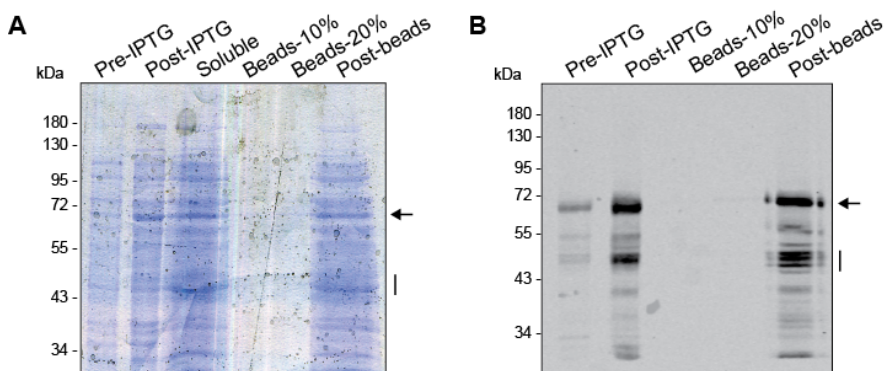 A
Pre-IPTG
Post-IPTG
Soluble
Beads-10%
Beads-20%
Post-beads
kDa
180 -
130 -
95 -
72 -
55 -
43 -
34 -
B
Pre-IPTG
Post-IPTG
Beads-10%
Beads-20%
Post-beads
kDa
180 -
130 -
95 -
72 -
55 -
43 -
34 -